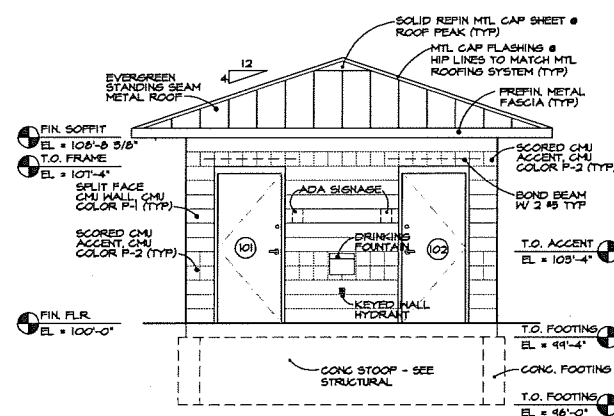 SOLID REFIN MTL CAP SHEET @
ROOF PEAK (TYP)
12
4
MTL CAP FLASHING @
HIP LINES TO MATCH MTL
ROOFING SYSTEM (TYP)
EVERGREEN
STANDING SEAM
METAL ROOF
PREFIN. METAL
FASCIA (TYP)
FIN. SOFFIT
EL = 108'-8 5/8"
T.O. FRAME
EL = 107'-4"
SCORED CMU
ACCENT, CMU
COLOR P-2 (TYP)
SPLIT FACE
CMU WALL, CMU
COLOR P-1 (TYP)
ADA SIGNAGE
BOND BEAM
W/ 2 #5 TYP
SCORED CMU
ACCENT, CMU
COLOR P-2 (TYP)
DRINKING
FOUNTAIN
101
102
T.O. ACCENT
EL = 103'-4"
KEYED WALL
HYDRANT
FIN. FLR.
EL = 100'-0"
T.O. FOOTING
EL = 99'-4"
CONC STOOP - SEE
STRUCTURAL
CONC. FOOTING
T.O. FOOTING
EL = 96'-0"